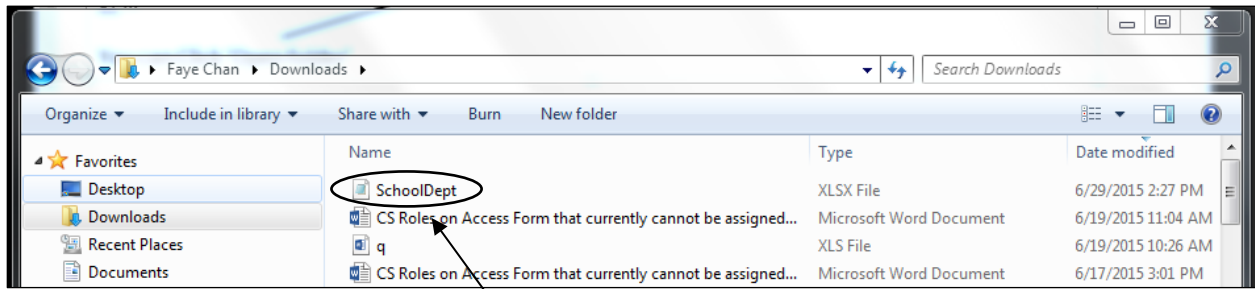 Faye Chan Downloads Search Downloads
Organize Include in library Share with Burn New folder
Favorites Name Type Date modified
Desktop SchoolDept XLSX File 6/29/2015 2:27 PM
Downloads CS Roles on Access Form that currently cannot be assigned... Microsoft Word Document 6/19/2015 11:04 AM
Recent Places q XLS File 6/19/2015 10:26 AM
Documents CS Roles on Access Form that currently cannot be assigned... Microsoft Word Document 6/17/2015 3:01 PM